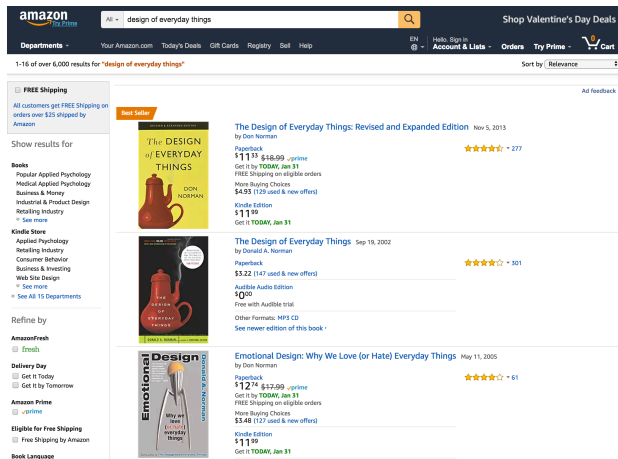 amazon
Try Prime
All
design of everyday things
Shop Valentine's Day Deals
Departments
Your Amazon.com Today's Deals Gift Cards Registry Sell Help
EN
Hello. Sign in
Account & Lists
Orders
Try Prime
0
Cart
1-16 of over 6,000 results for "design of everyday things"
Sort by Relevance
FREE Shipping
All customers get FREE Shipping on
orders over $25 shipped by
Amazon
Show results for
Books
Popular Applied Psychology
Medical Applied Psychology
Business & Money
Industrial & Product Design
Retailing Industry
See more
Kindle Store
Applied Psychology
Retailing Industry
Consumer Behavior
Business & Investing
Web Site Design
See more
See All 15 Departments
Refine by
AmazonFresh
fresh
Delivery Day
Get It Today
Get It by Tomorrow
Amazon Prime
prime
Eligible for Free Shipping
Free Shipping by Amazon
Book Language
Ad feedback
Best Seller
REVISED & EXPANDED EDITION
The DESIGN
of EVERYDAY
THINGS
DON
NORMAN
The Design of Everyday Things: Revised and Expanded Edition Nov 5, 2013
by Don Norman
Paperback
$11 33 $18.99 prime
Get it by TODAY, Jan 31
FREE Shipping on eligible orders
More Buying Choices
$4.93 (129 used & new offers)
Kindle Edition
$11 99
Get it TODAY, Jan 31
277
THE
DESIGN
OF EVERYDAY
THINGS
DONALD A. NORMAN
The Design of Everyday Things Sep 19, 2002
by Donald A. Norman
Paperback
$3.22 (147 used & new offers)
Audible Audio Edition
$0 00
Free with Audible trial
Other Formats: MP3 CD
See newer edition of this book
301
Emotional Design
Donald A. Norman
Why we
love
(or hate)
everyday
things
Emotional Design: Why We Love (or Hate) Everyday Things May 11, 2005
by Don Norman
Paperback
$12 74 $17.99 prime
Get it by TODAY, Jan 31
FREE Shipping on eligible orders
More Buying Choices
$3.48 (127 used & new offers)
Kindle Edition
$11 99
Get it TODAY, Jan 31
61